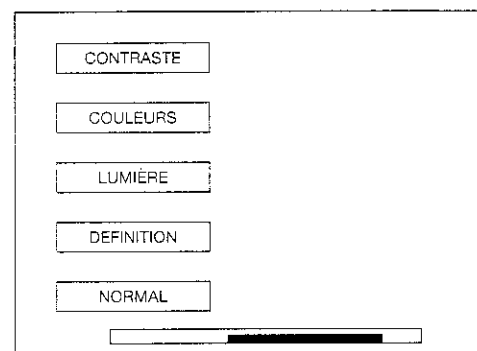 CONTRASTE
COULEURS
LUMIÈRE
DEFINITION
NORMAL